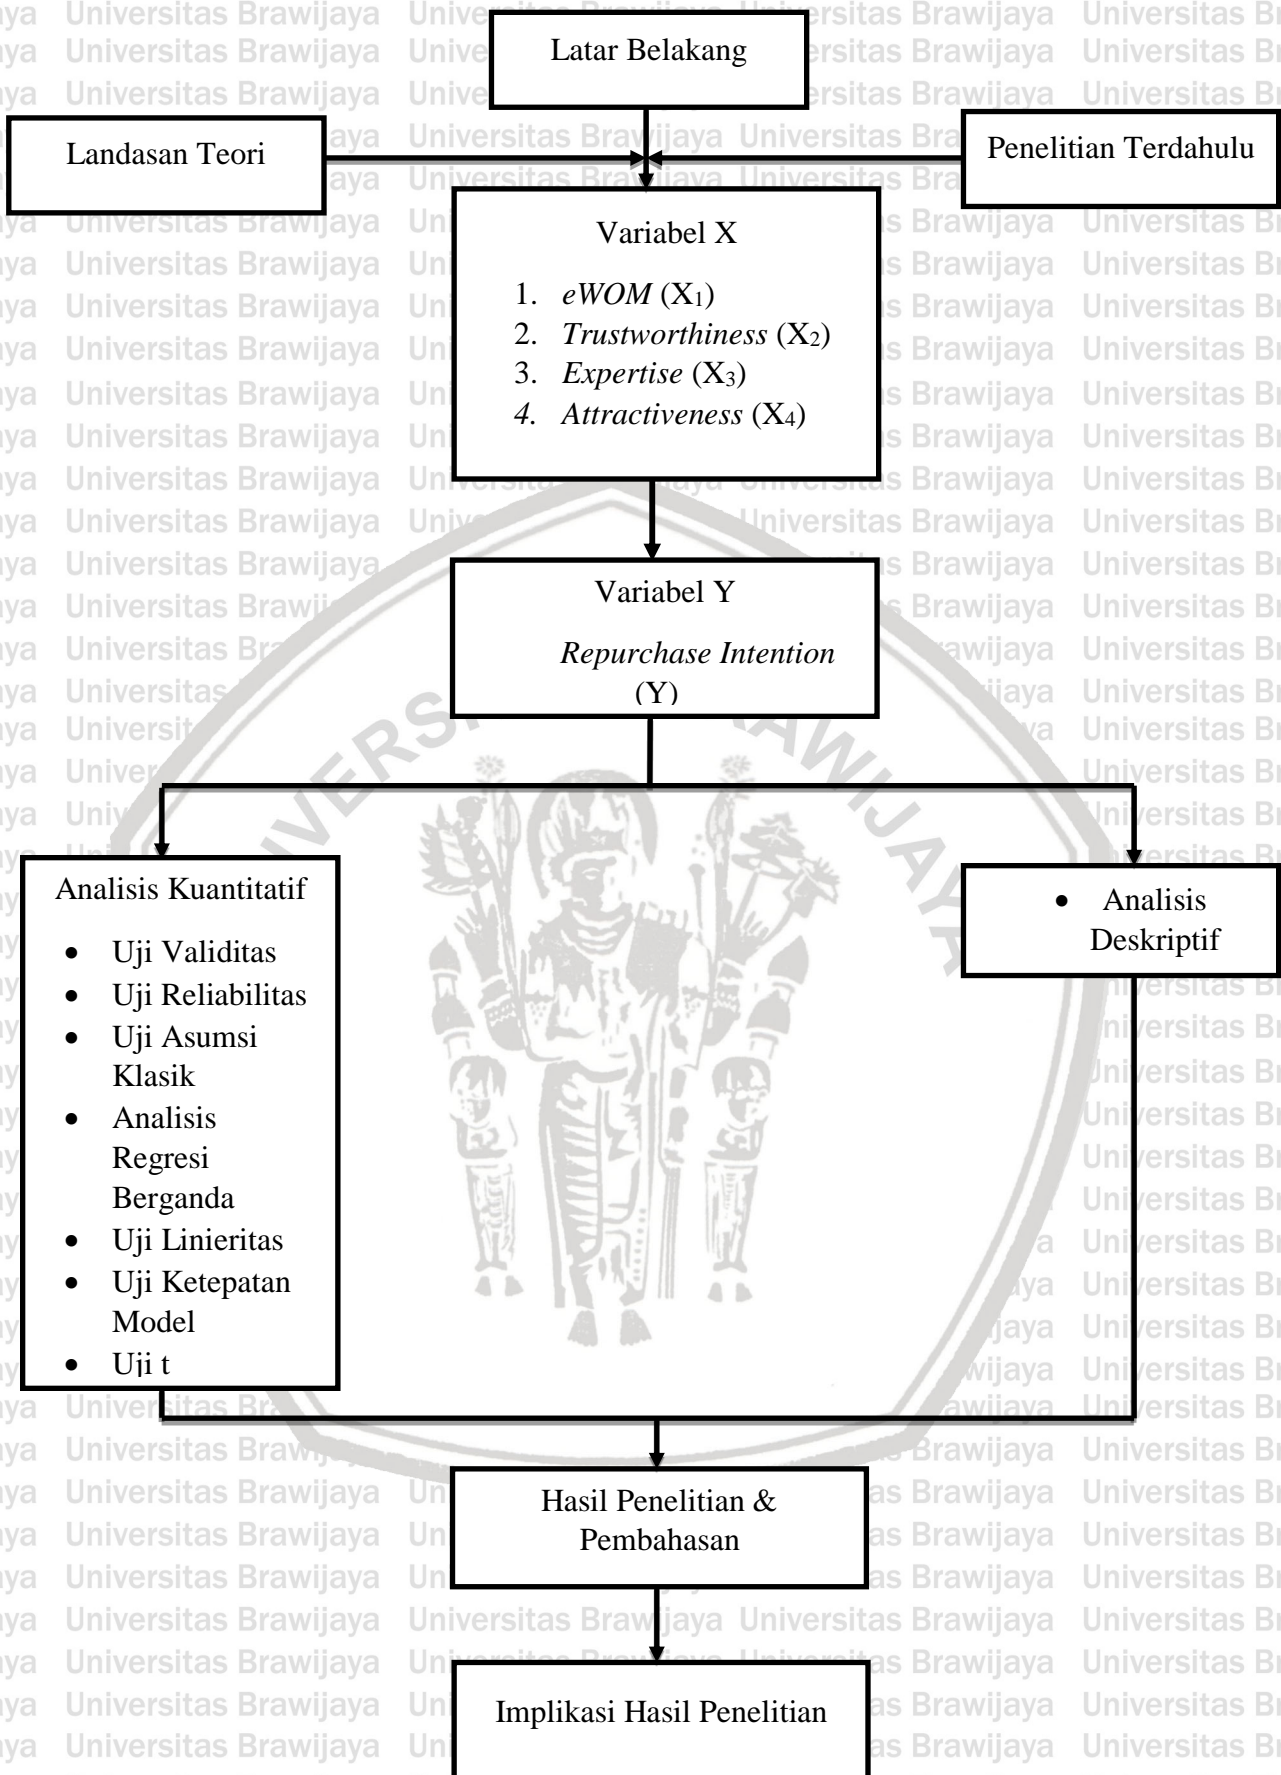 Latar Belakang
Landasan Teori
Penelitian Terdahulu
Variabel X
1. eWOM (X1)
2. Trustworthiness (X2)
3. Expertise (X3)
4. Attractiveness (X4)
Variabel Y
Repurchase Intention
(Y)
Analisis Kuantitatif
• Uji Validitas
• Uji Reliabilitas
• Uji Asumsi
Klasik
• Analisis
Regresi
Berganda
• Uji Linieritas
• Uji Ketepatan
Model
• Uji t
• Analisis
Deskriptif
Hasil Penelitian &
Pembahasan
Implikasi Hasil Penelitian